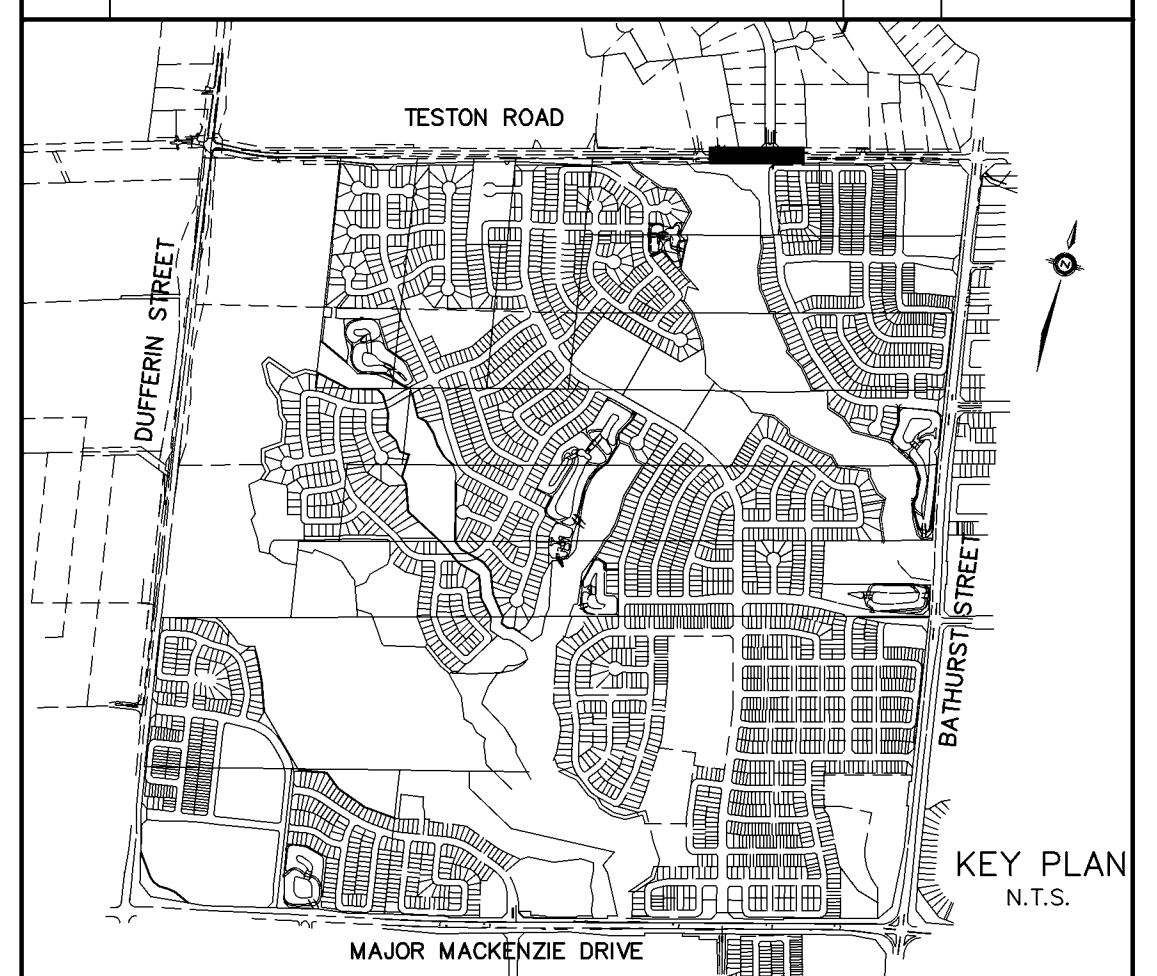 TESTON ROAD
DUFFERIN STREET
N
BATHURST STREET
KEY PLAN
N.T.S.
MAJOR MACKENZIE DRIVE